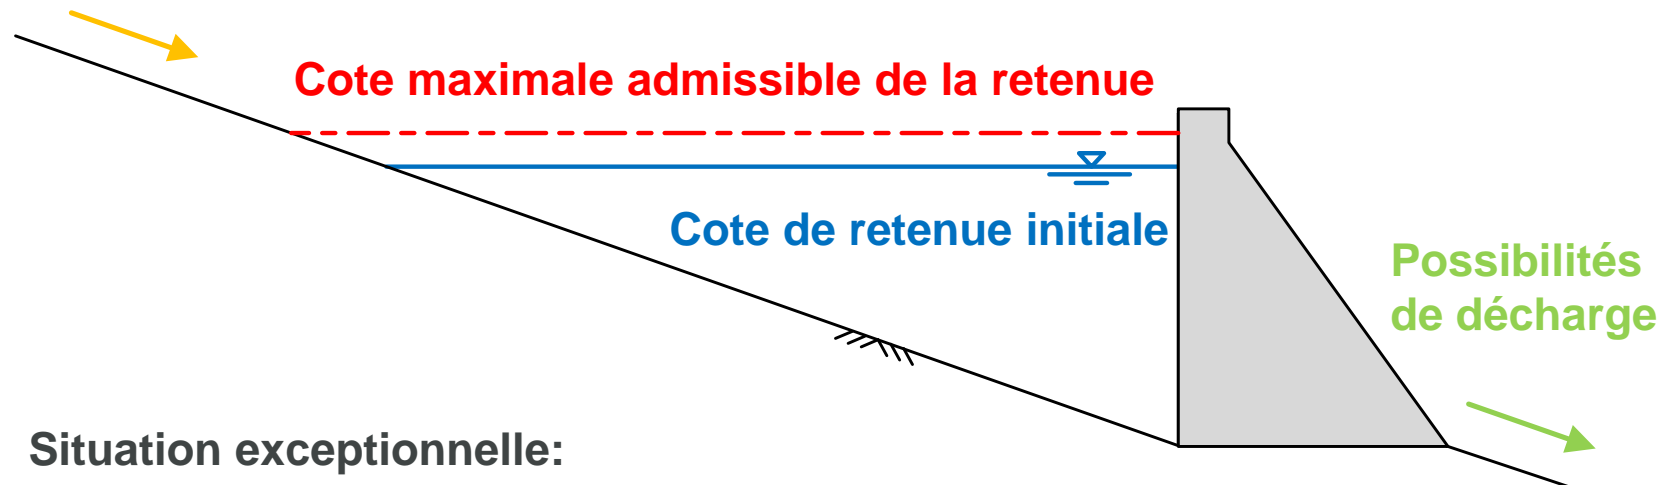 Cote maximale admissible de la retenue
Cote de retenue initiale
Possibilités
de décharge
Situation exceptionnelle: